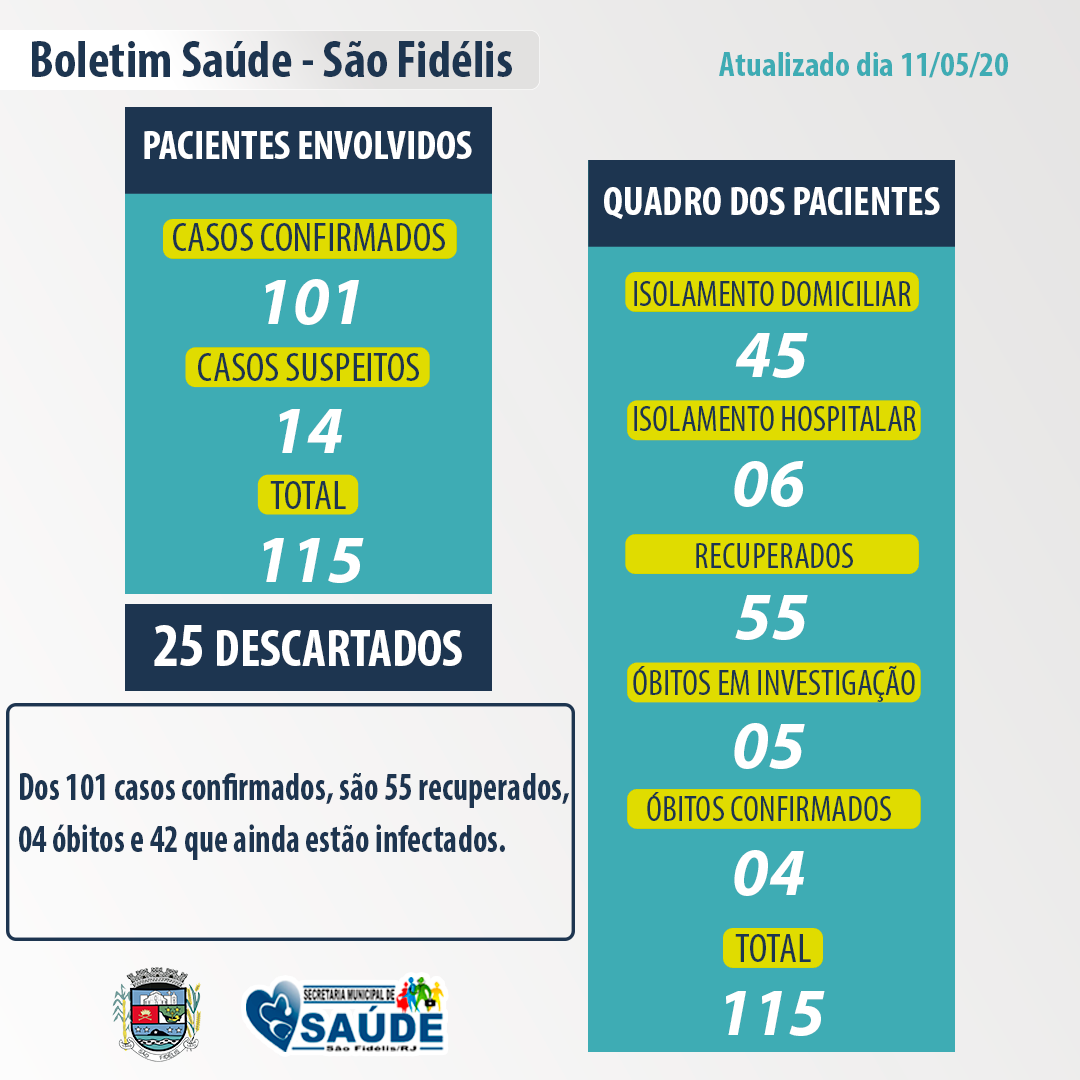 Boletim Saúde - São Fidélis
Atualizado dia 11/05/20
PACIENTES ENVOLVIDOS
CASOS CONFIRMADOS
101
CASOS SUSPEITOS
14
TOTAL
115
25 DESCARTADOS
Dos 101 casos confirmados, são 55 recuperados,
04 óbitos e 42 que ainda estão infectados.
QUADRO DOS PACIENTES
ISOLAMENTO DOMICILIAR
45
ISOLAMENTO HOSPITALAR
06
RECUPERADOS
55
ÓBITOS EM INVESTIGAÇÃO
05
ÓBITOS CONFIRMADOS
04
TOTAL
115
SÃO FIDÉLIS
SECRETARIA MUNICIPAL DE
SAÚDE
São Fidélis/RJ